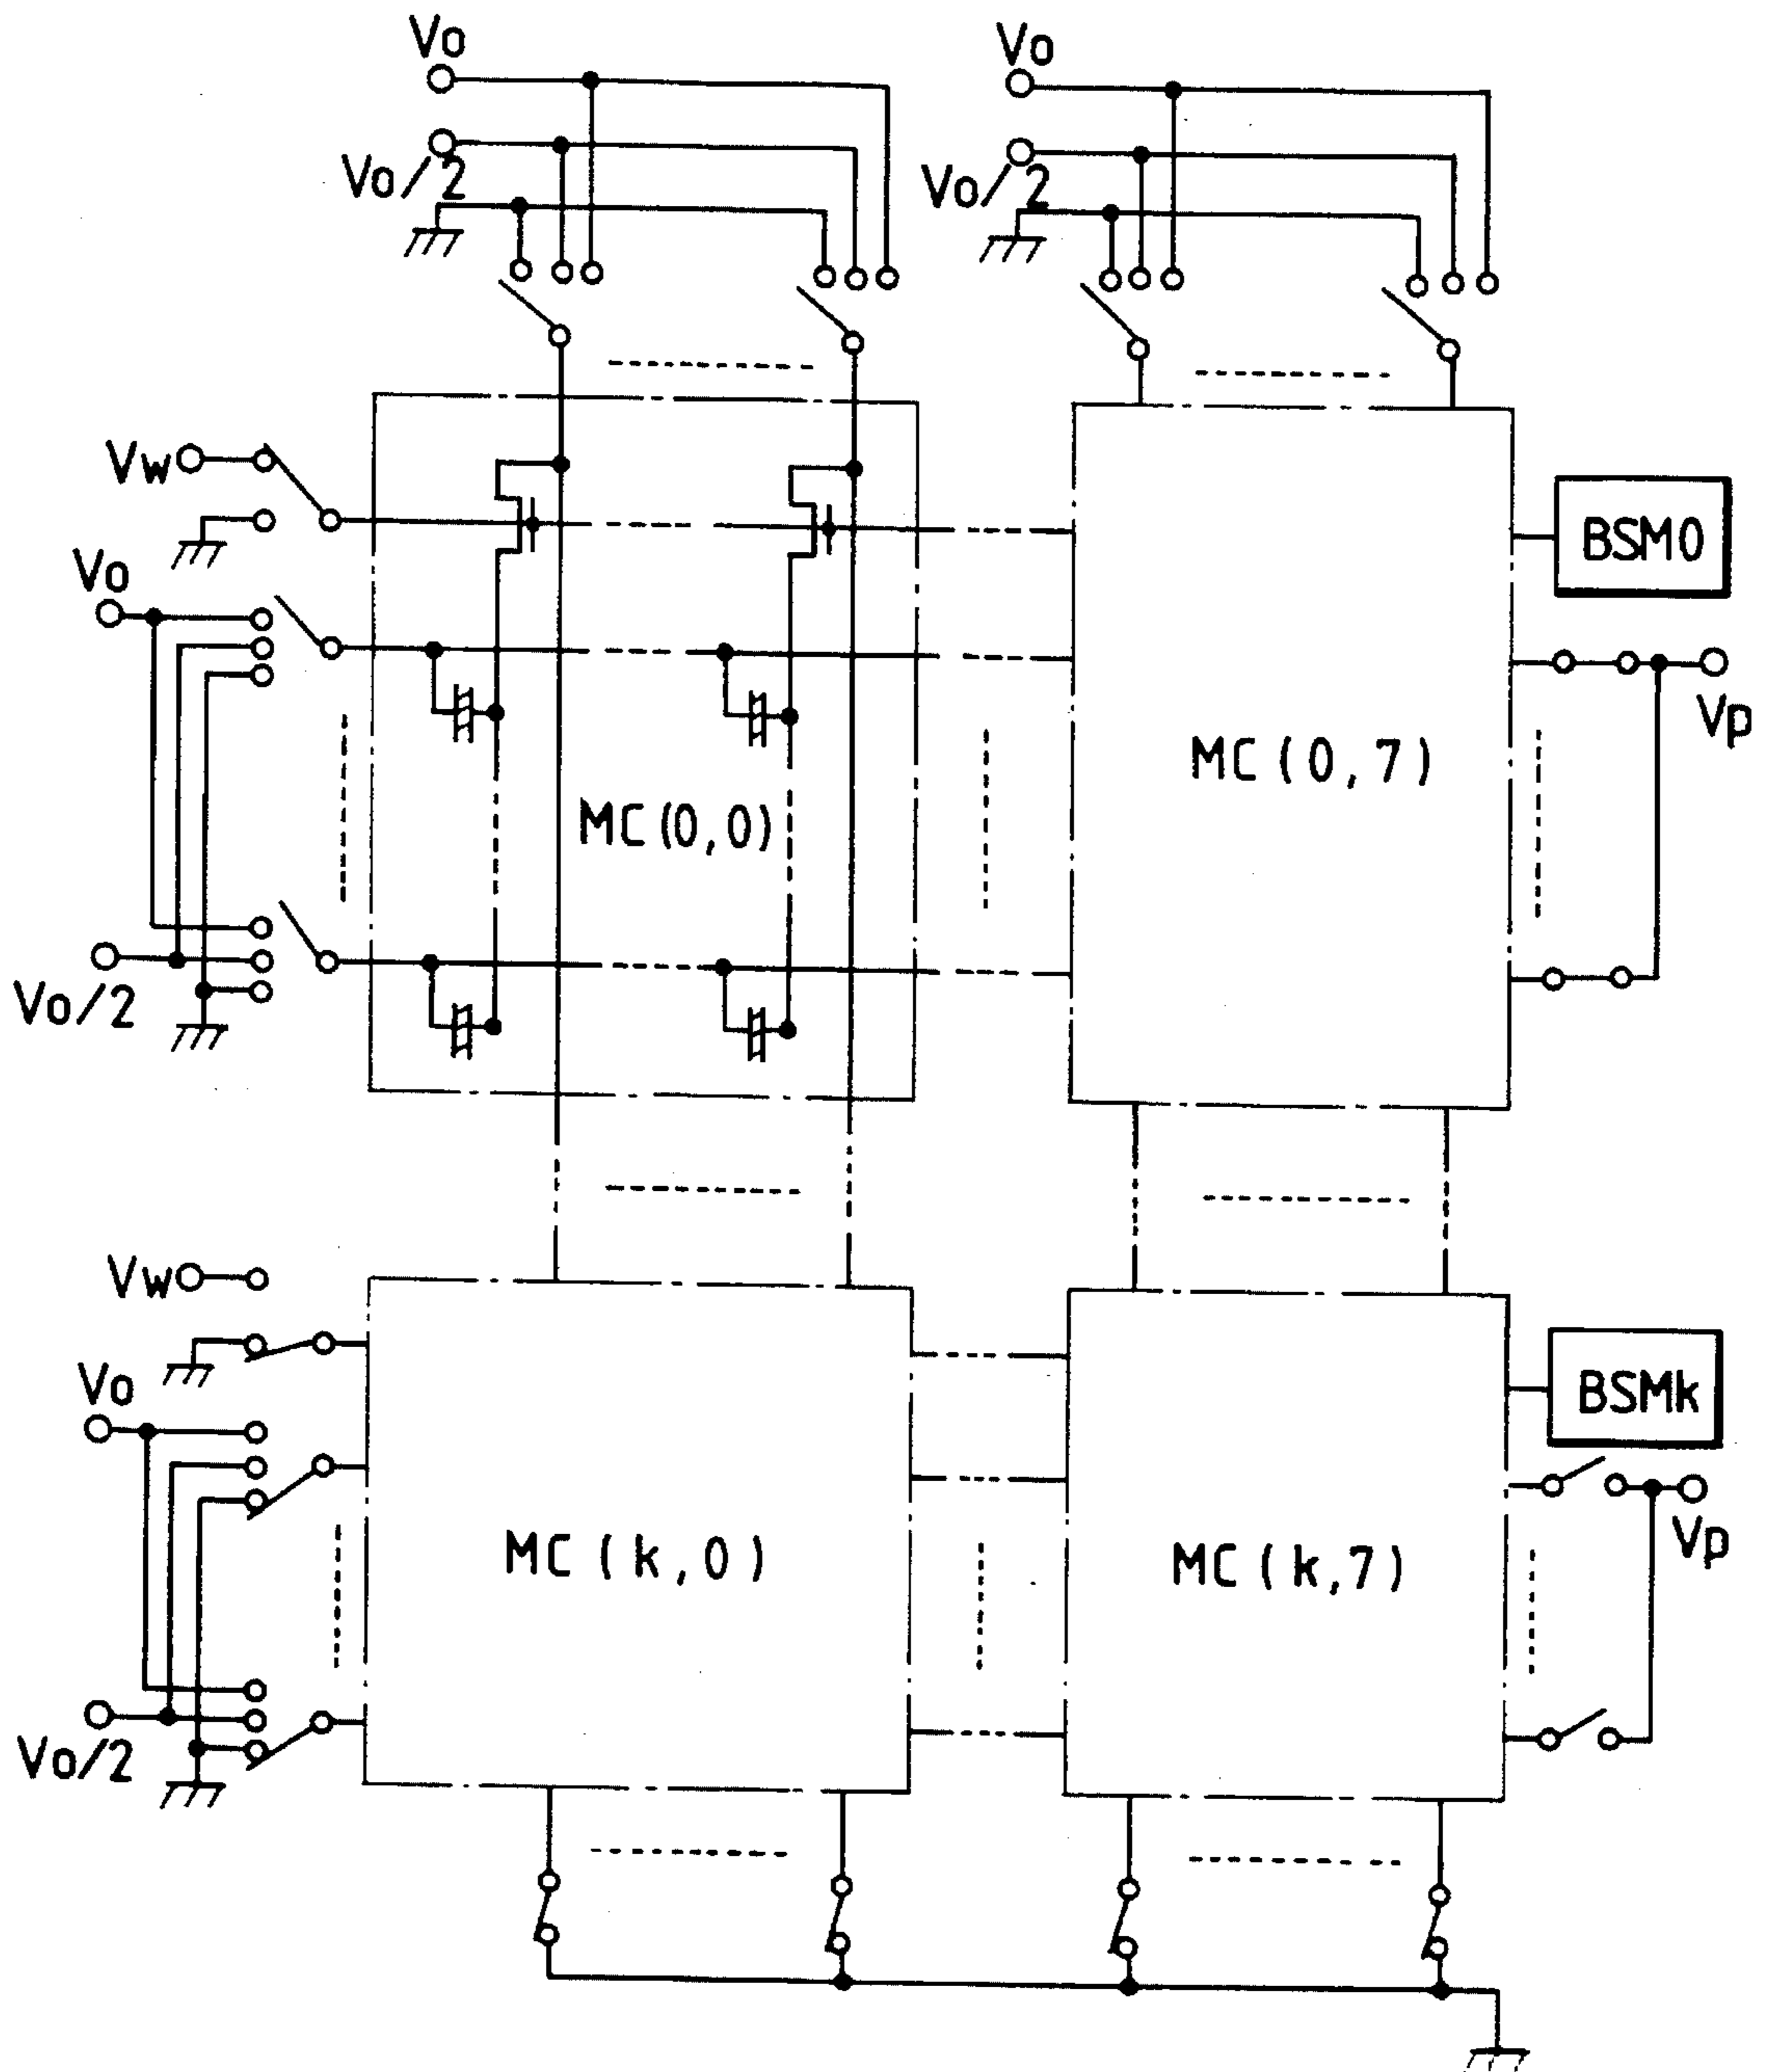 Vo
Vo
Vo/2
Vo/2
Vw
BSM0
Vo
Vp
MC(0,7)
MC(0,0)
Vo/2
Vw
BSMk
Vo
Vp
MC(k,0)
MC(k,7)
Vo/2